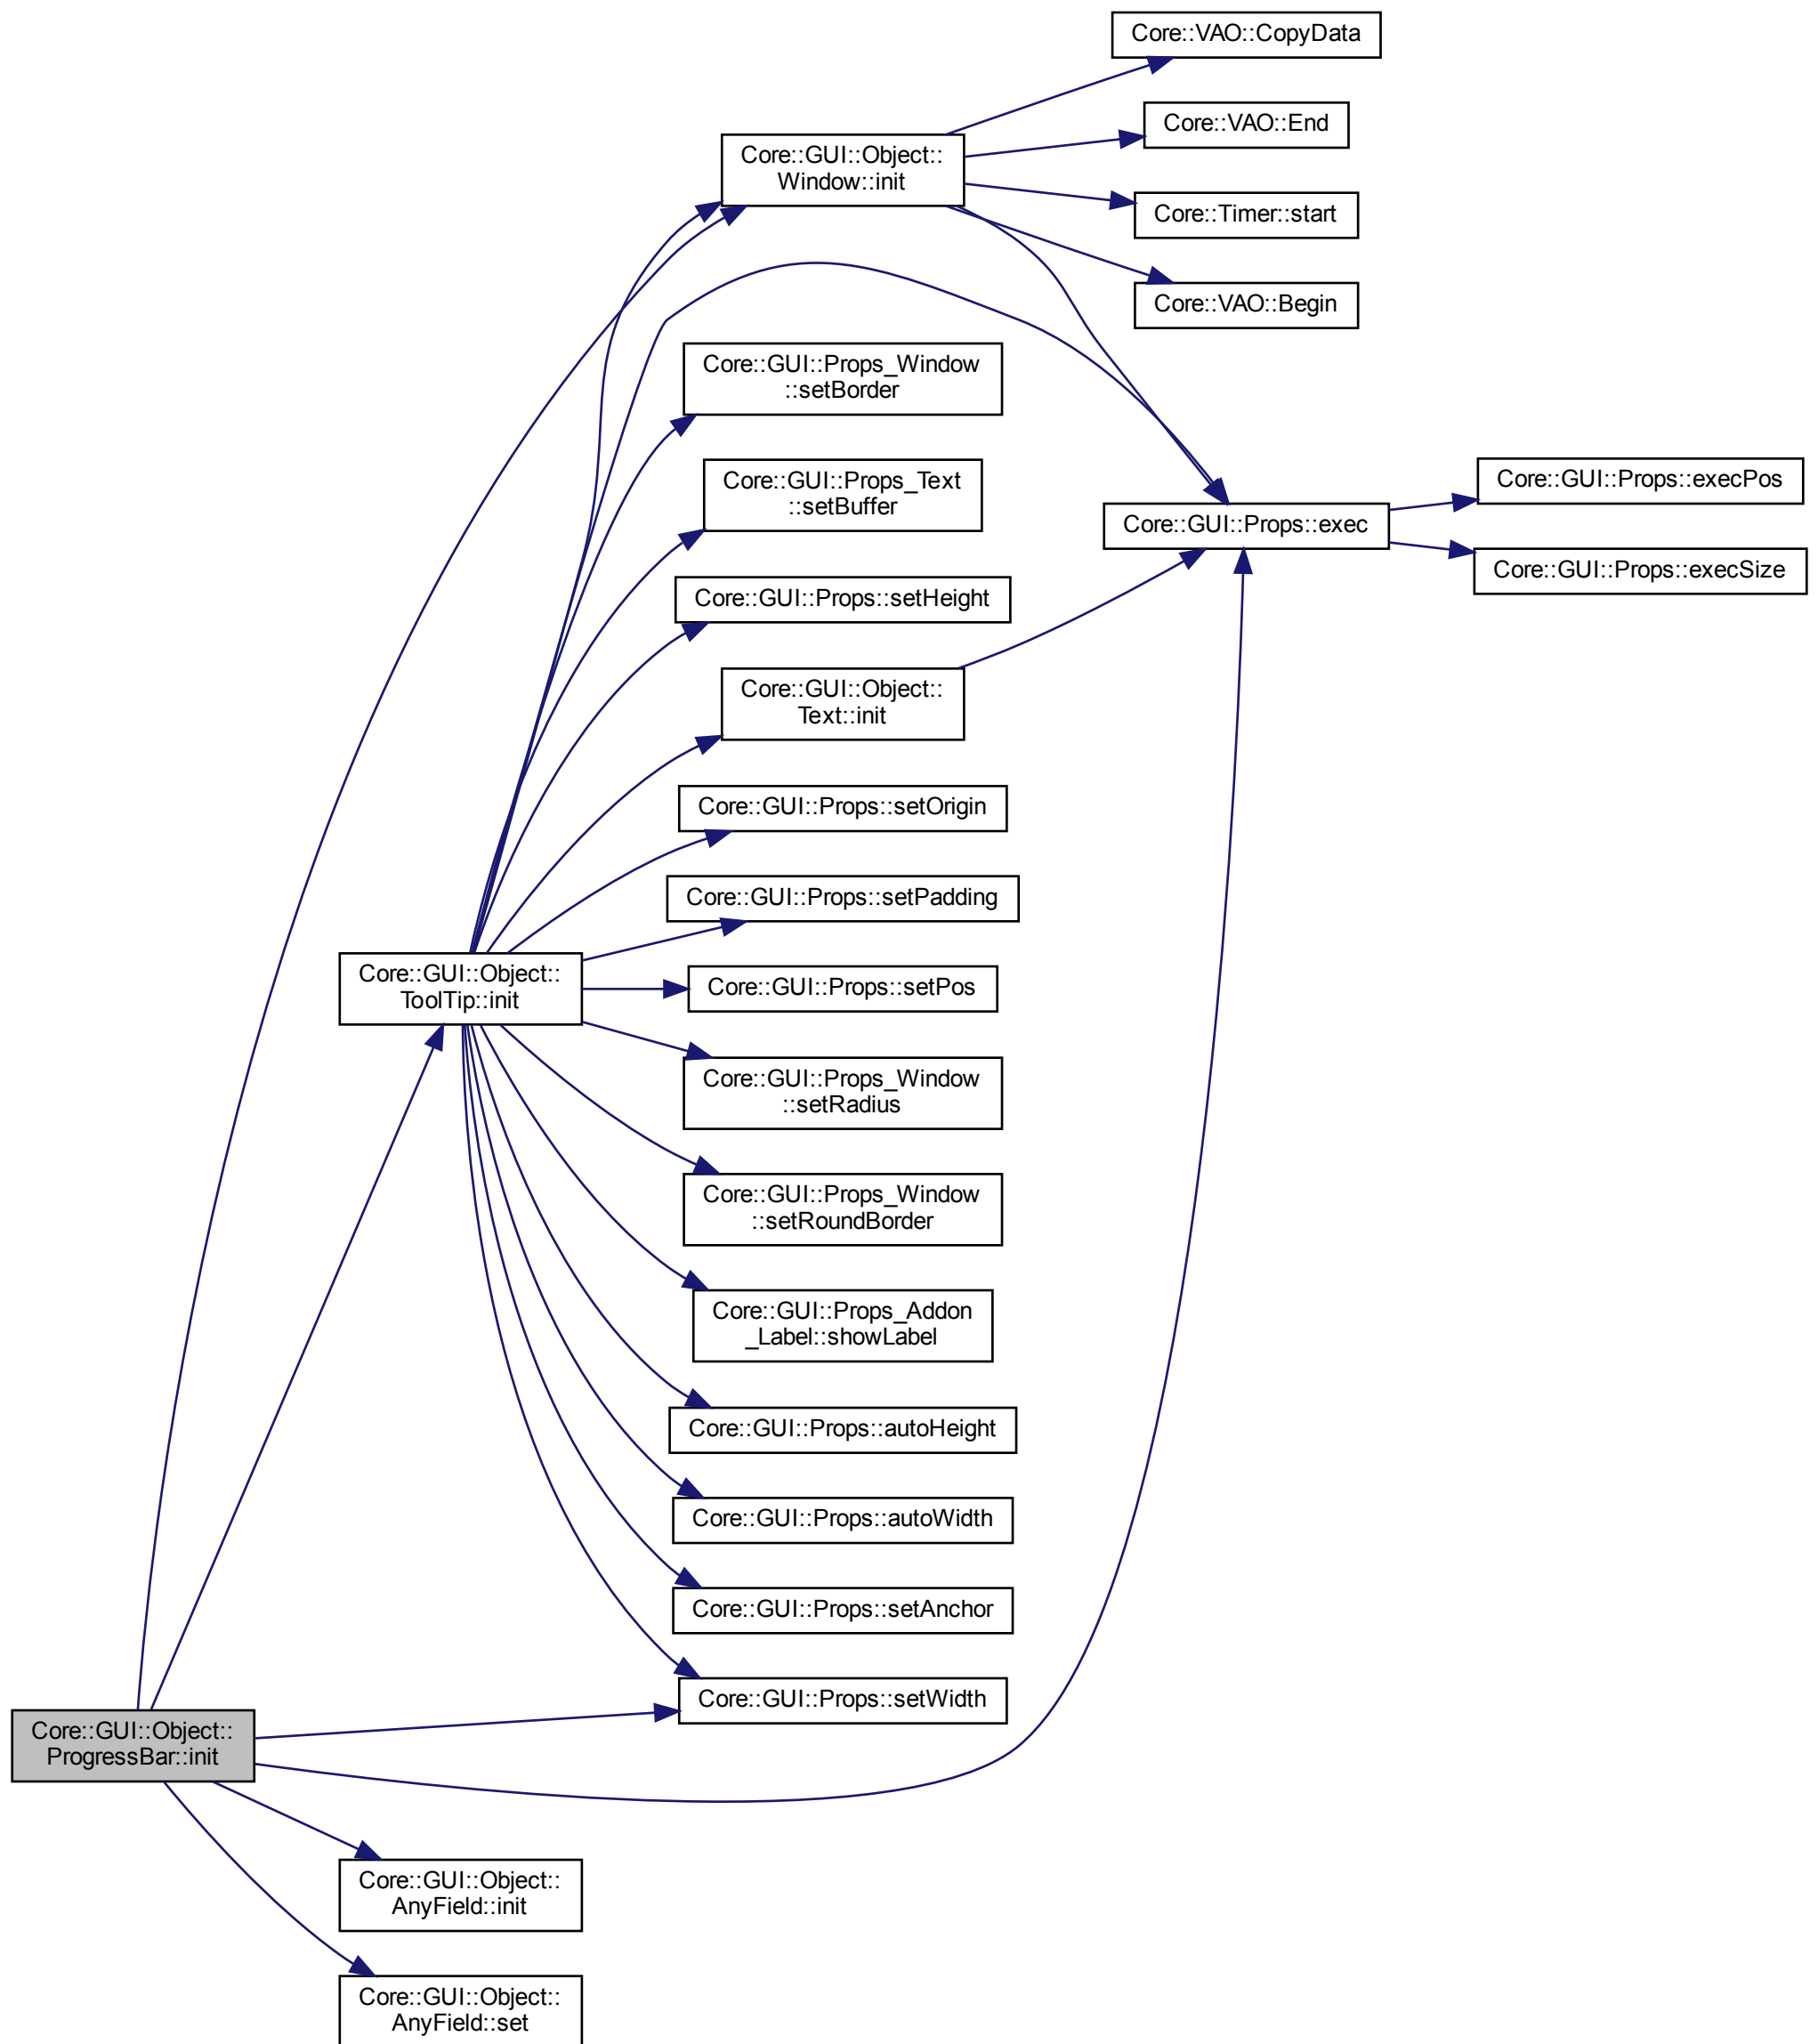 Core::VAO::CopyData
Core::VAO::End
Core::GUI::Object::
Window::init
Core::Timer::start
Core::VAO::Begin
Core::GUI::Props_Window
::setBorder
Core::GUI::Props_Text
::setBuffer
Core::GUI::Props::execPos
Core::GUI::Props::exec
Core::GUI::Props::execSize
Core::GUI::Props::setHeight
Core::GUI::Object::
Text::init
Core::GUI::Props::setOrigin
Core::GUI::Props::setPadding
Core::GUI::Object::
ToolTip::init
Core::GUI::Props::setPos
Core::GUI::Props_Window
::setRadius
Core::GUI::Props_Window
::setRoundBorder
Core::GUI::Props_Addon
_Label::showLabel
Core::GUI::Props::autoHeight
Core::GUI::Props::autoWidth
Core::GUI::Props::setAnchor
Core::GUI::Props::setWidth
Core::GUI::Object::
ProgressBar::init
Core::GUI::Object::
AnyField::init
Core::GUI::Object::
AnyField::set